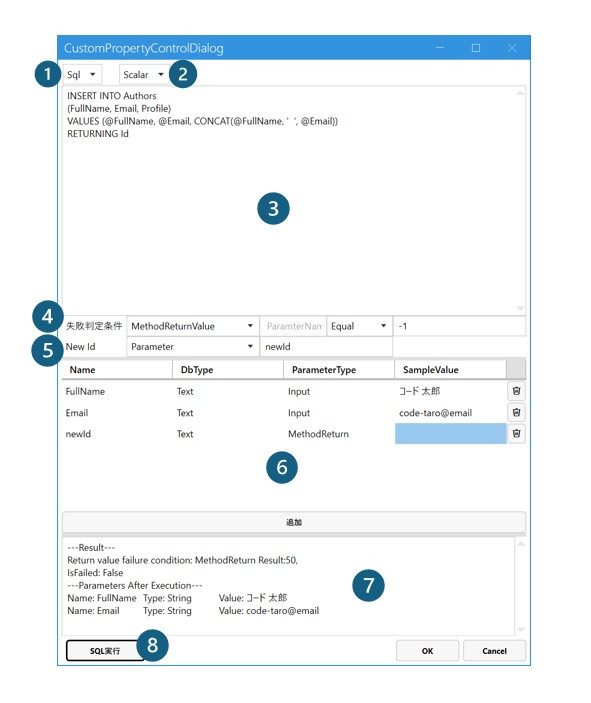 CustomPropertyControlDialog
1 Sql Scalar 2
INSERT INTO Authors
(FullName, Email, Profile)
VALUES (@FullName, @Email, CONCAT(@FullName, ' ', @Email))
RETURNING Id
3
4 失敗判定条件 MethodReturnValue ParamterNam Equal -1
5 New Id Parameter newId
Name DbType ParameterType SampleValue
FullName Text Input コード 太郎
Email Text Input code-taro@email
newId Text MethodReturn
6
追加
---Result---
Return value failure condition: MethodReturn Result:50,
IsFailed: False
7
---Parameters After Execution---
Name: FullName Type: String Value: コード 太郎
Name: Email Type: String Value: code-taro@email
SQL実行 8 OK Cancel